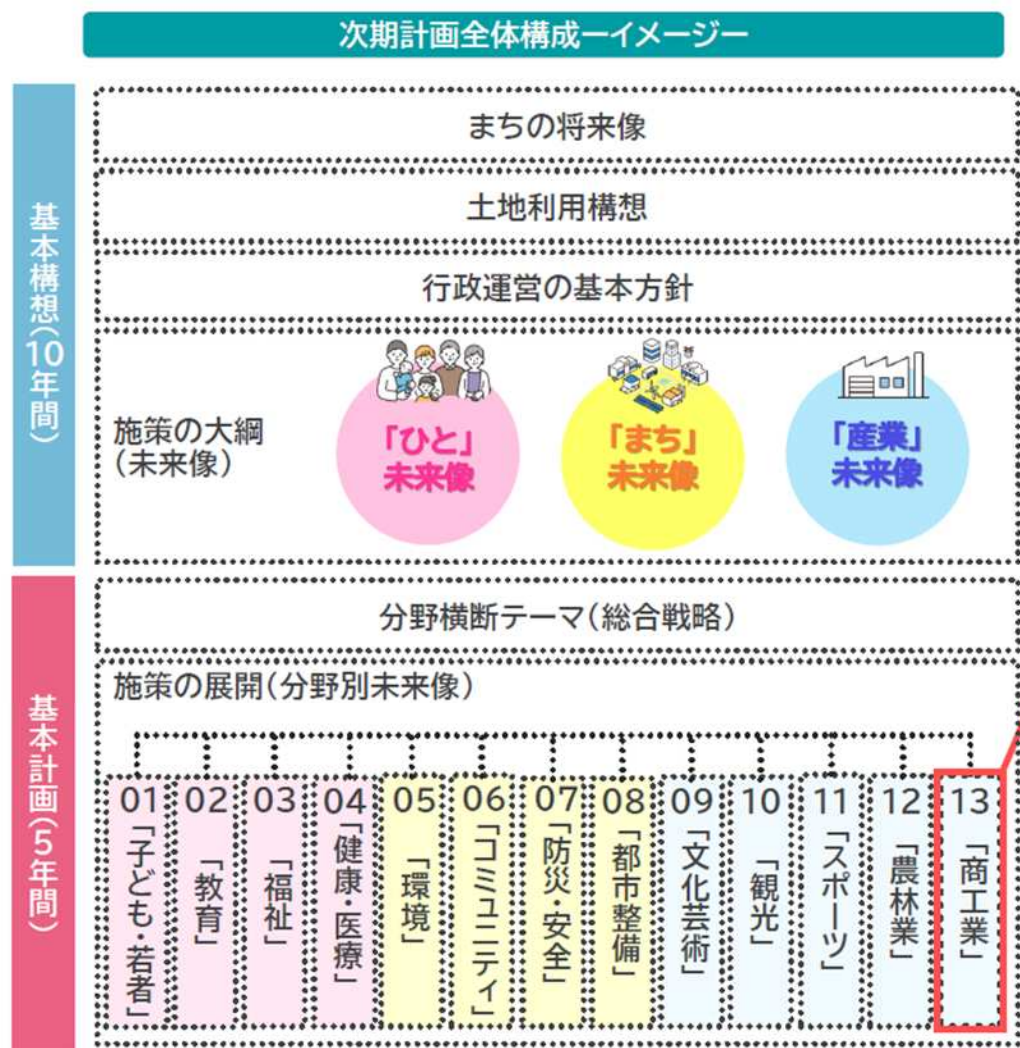 次期計画全体構成ーイメージー
基本構想(10年間)
まちの将来像
土地利用構想
行政運営の基本方針
施策の大綱
(未来像)
「ひと」
未来像
「まち」
未来像
「産業」
未来像
基本計画(5年間)
分野横断テーマ(総合戦略)
施策の展開(分野別未来像)
01「子ども・若者」
02「教育」
03「福祉」
04「健康・医療」
05「環境」
06「コミュニティ」
07「防災・安全」
08「都市整備」
09「文化芸術」
10「観光」
11「スポーツ」
12「農林業」
13「商工業」